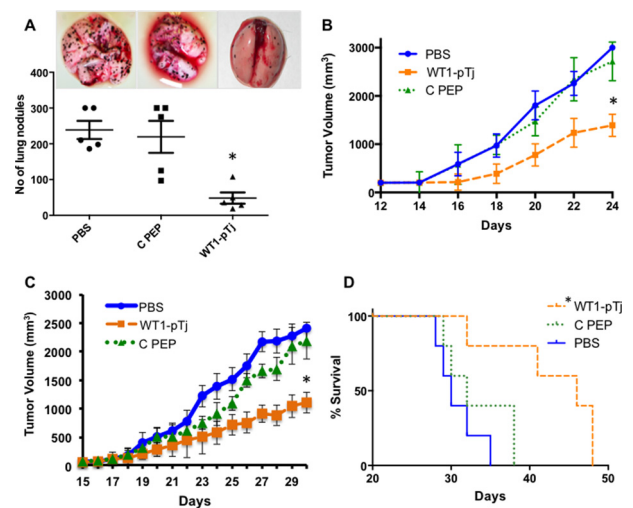 A
No of lung nodules
400
300
200
100
0
*
PBS
C PEP
WT1-pTj
B
Tumor Volume (mm3)
3000
2000
1000
0
PBS
WT1-pTj
C PEP
*
12 14 16 18 20 22 24
Days
C
Tumor Volume (mm³)
3000
2500
2000
1500
1000
500
0
PBS
WT1-pTj
C PEP
*
15 17 19 21 23 25 27 29
Days
D
% Survival
100
50
0
* WT1-pTj
C PEP
PBS
20 30 40 50
Days